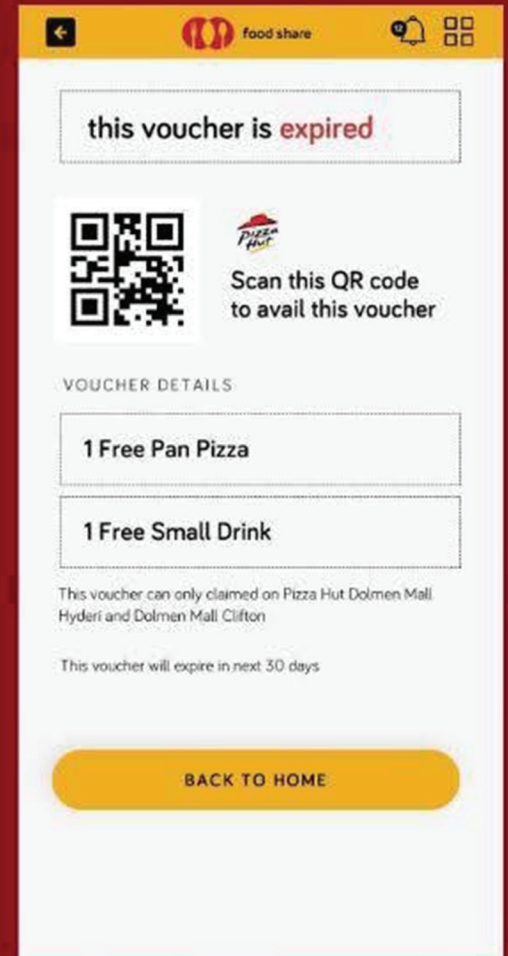 food share
12
this voucher is expired
Pizza
Hut
Scan this QR code
to avail this voucher
VOUCHER DETAILS
1 Free Pan Pizza
1 Free Small Drink
This voucher can only claimed on Pizza Hut Dolmen Mall
Hyderi and Dolmen Mall Clifton
This voucher will expire in next 30 days
BACK TO HOME